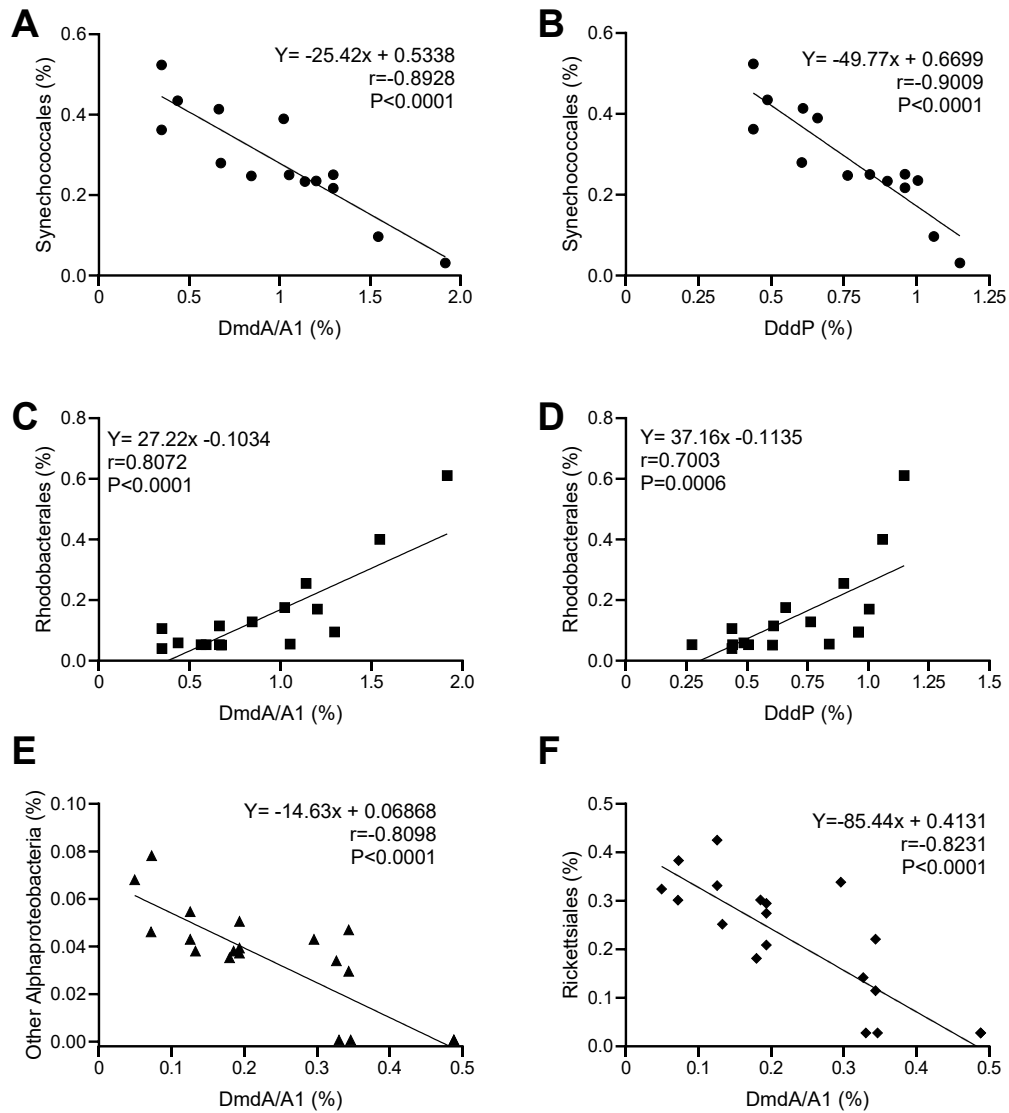 A
Y= -25.42x + 0.5338
r=-0.8928
P<0.0001
Synechococcales (%)
0.6
0.4
0.2
0.0
0
0.5
1
1.5
2.0
DmdA/A1 (%)
B
Y= -49.77x + 0.6699
r=-0.9009
P<0.0001
Synechococcales (%)
0.6
0.4
0.2
0.0
0
0.5
0.5
0.75
1
1.25
DddP (%)
C
Y= 27.22x -0.1034
r=0.8072
P<0.0001
Rhodobacterales (%)
0.8
0.6
0.4
0.2
0.0
0
0.5
1
1.5
2.0
DmdA/A1 (%)
D
Y= 37.16x -0.1135
r=0.7003
P=0.0006
Rhodobacterales (%)
0.8
0.6
0.4
0.2
0.0
0
0.25
0.5
0.75
1
1.25
1.5
DddP (%)
E
Y= -14.63x + 0.06868
r=-0.8098
P<0.0001
Other Alphaproteobacteria (%)
0.10
0.08
0.06
0.04
0.02
0.00
0
0.1
0.2
0.3
0.4
0.5
DmdA/A1 (%)
F
Y=-85.44x + 0.4131
r=-0.8231
P<0.0001
Rickettsiales (%)
0.5
0.4
0.3
0.2
0.1
0.0
0
0.1
0.2
0.3
0.4
0.5
DmdA/A1 (%)